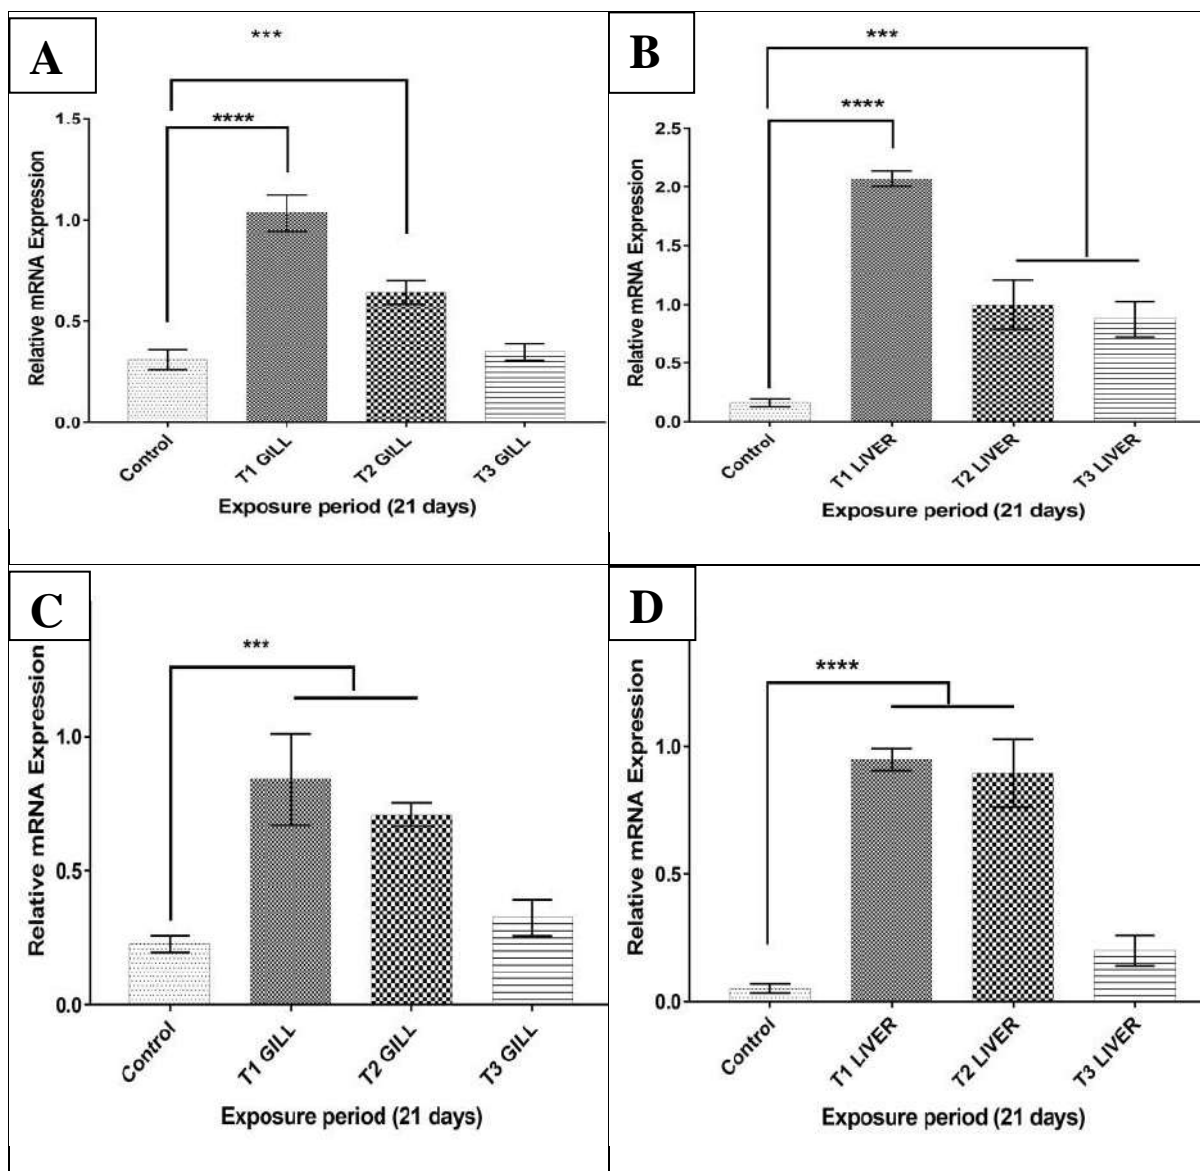 A
***
****
Relative mRNA Expression
1.5
1.0
0.5
0.0
Control
T1 GILL
T2 GILL
T3 GILL
Exposure period (21 days)
B
***
****
Relative mRNA Expression
2.5
2.0
1.5
1.0
0.5
0.0
Control
T1 LIVER
T2 LIVER
T3 LIVER
Exposure period (21 days)
C
***
Relative mRNA Expression
1.0
0.5
0.0
Control
T1 GILL
T2 GILL
T3 GILL
Exposure period (21 days)
D
****
Relative mRNA Expression
1.0
0.5
0.0
Control
T1 LIVER
T2 LIVER
T3 LIVER
Exposure period (21 days)